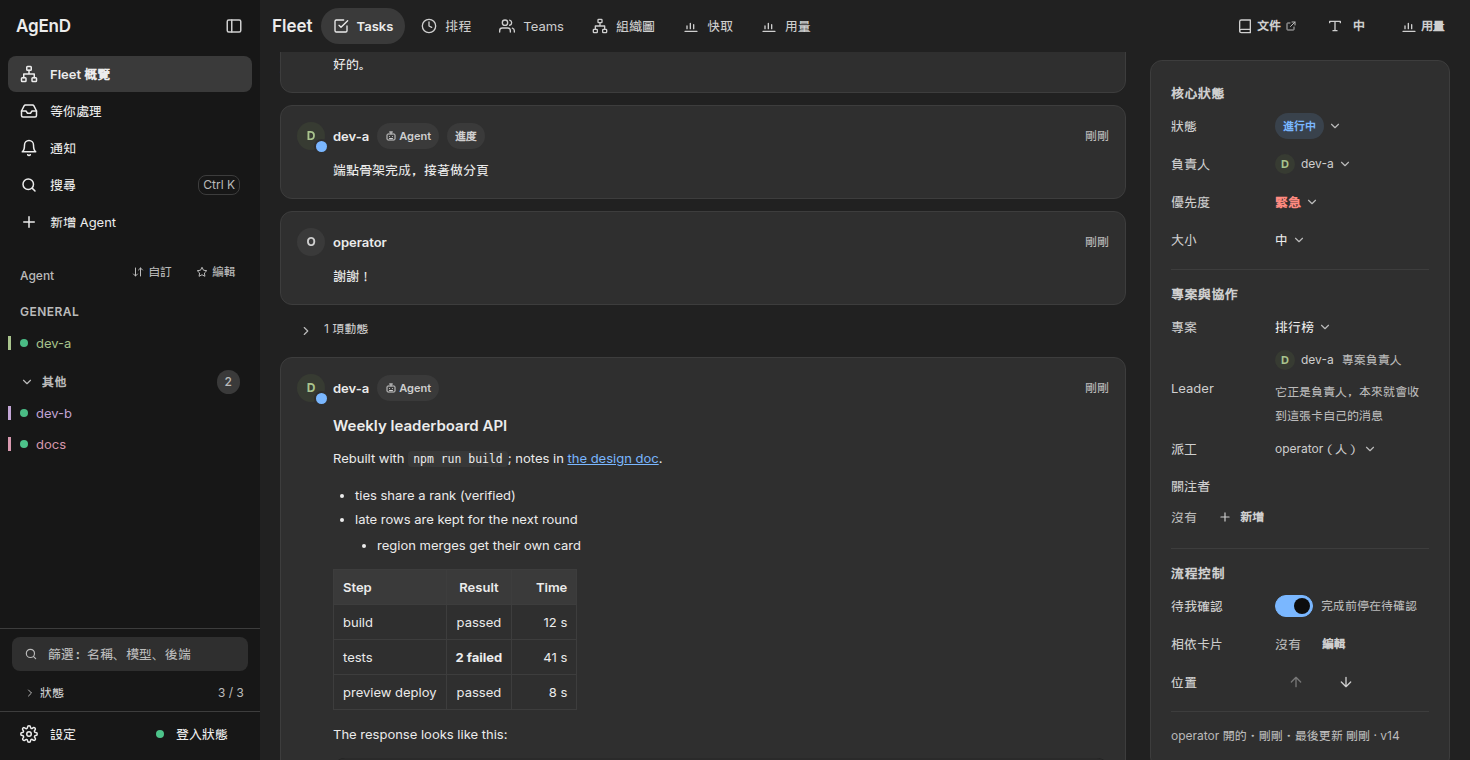 AgEnD
Fleet 概覽
等你處理
通知
搜尋 Ctrl K
新增 Agent
Agent 自訂 編輯
GENERAL
dev-a
其他 2
dev-b
docs
篩選：名稱、模型、後端
狀態 3 / 3
設定 登入狀態
Fleet Tasks 排程 Teams 組織圖 快取 用量 文件 中 用量
好的。
D dev-a Agent 進度 剛剛
端點骨架完成，接著做分頁
O operator 剛剛
謝謝！
1 項動態
D dev-a Agent 剛剛
Weekly leaderboard API
Rebuilt with npm run build; notes in the design doc.
• ties share a rank (verified)
• late rows are kept for the next round
• region merges get their own card
Step Result Time
build passed 12 s
tests 2 failed 41 s
preview deploy passed 8 s
The response looks like this:
核心狀態
狀態 進行中
負責人 D dev-a
優先度 緊急
大小 中
專案與協作
專案 排行榜
D dev-a 專案負責人
Leader 它正是負責人，本來就會收
到這張卡自己的消息
派工 operator（人）
關注者
沒有 新增
流程控制
待我確認 完成前停在待確認
相依卡片 沒有 編輯
位置
operator 開的・剛剛・最後更新 剛剛 · v14